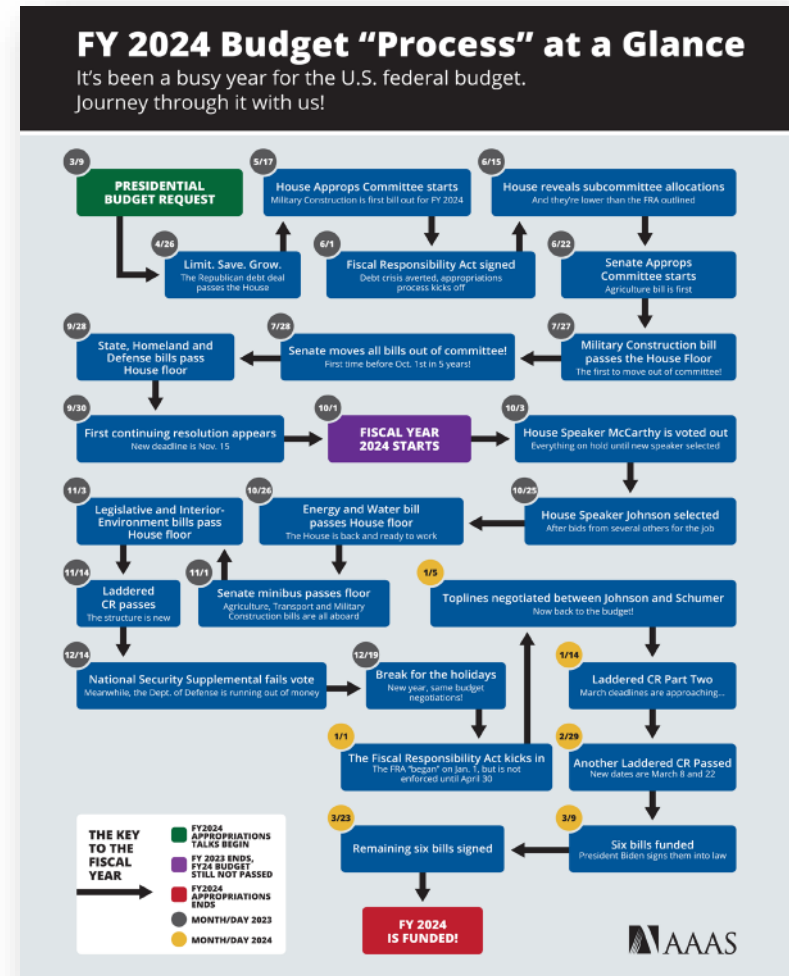 FY 2024 Budget “Process” at a Glance
It’s been a busy year for the U.S. federal budget.
Journey through it with us!
3/9
PRESIDENTIAL
BUDGET REQUEST
4/26
Limit. Save. Grow.
The Republican debt deal
passes the House
5/17
House Approps Committee starts
Military Construction is first bill out for FY 2024
6/1
Fiscal Responsibility Act signed
Debt crisis averted, appropriations
process kicks off
6/15
House reveals subcommittee allocations
And they’re lower than the FRA outlined
6/22
Senate Approps
Committee starts
Agriculture bill is first
7/27
Military Construction bill
passes the House Floor
The first to move out of committee!
7/28
Senate moves all bills out of committee!
First time before Oct. 1st in 5 years!
9/28
State, Homeland and
Defense bills pass
House floor
9/30
First continuing resolution appears
New deadline is Nov. 15
10/1
FISCAL YEAR
2024 STARTS
10/3
House Speaker McCarthy is voted out
Everything on hold until new speaker selected
10/25
House Speaker Johnson selected
After bids from several others for the job
10/26
Energy and Water bill
passes House floor
The House is back and ready to work
11/1
Senate minibus passes floor
Agriculture, Transport and Military
Construction bills are all aboard
11/3
Legislative and Interior-
Environment bills pass
House floor
11/14
Laddered
CR passes
The structure is new
12/14
National Security Supplemental fails vote
Meanwhile, the Dept. of Defense is running out of money
12/19
Break for the holidays
New year, same budget
negotiations!
1/1
The Fiscal Responsibility Act kicks in
The FRA “began” on Jan. 1, but is not
enforced until April 30
1/5
Toplines negotiated between Johnson and Schumer
Now back to the budget!
1/14
Laddered CR Part Two
March deadlines are approaching...
2/29
Another Laddered CR Passed
New dates are March 8 and 22
3/9
Six bills funded
President Biden signs them into law
3/23
Remaining six bills signed
FY 2024
IS FUNDED!
THE KEY
TO THE
FISCAL
YEAR
FY2024
APPROPRIATIONS
TALKS BEGIN
FY 2023 ENDS,
FY24 BUDGET
STILL NOT PASSED
FY2024
APPROPRIATIONS
ENDS
MONTH/DAY 2023
MONTH/DAY 2024
AAAS